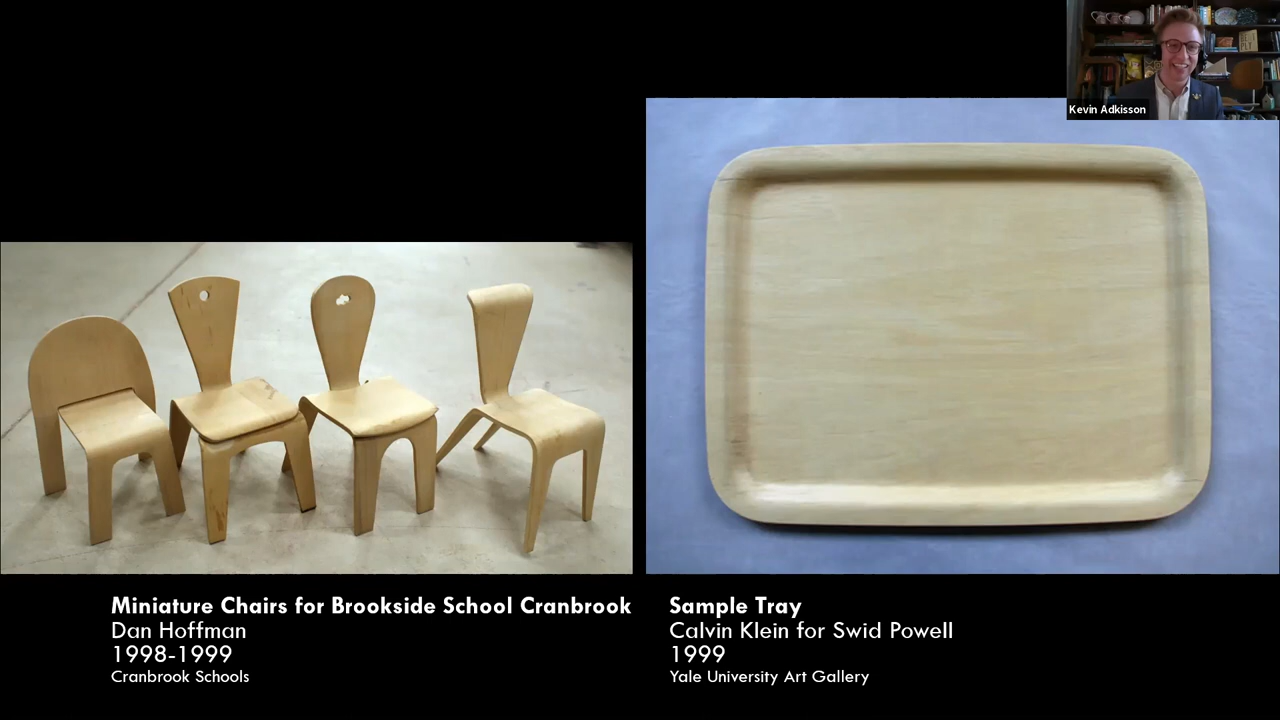 Kevin Adkisson
Miniature Chairs for Brookside School Cranbrook
Dan Hoffman
1998-1999
Cranbrook Schools
Sample Tray
Calvin Klein for Swid Powell
1999
Yale University Art Gallery